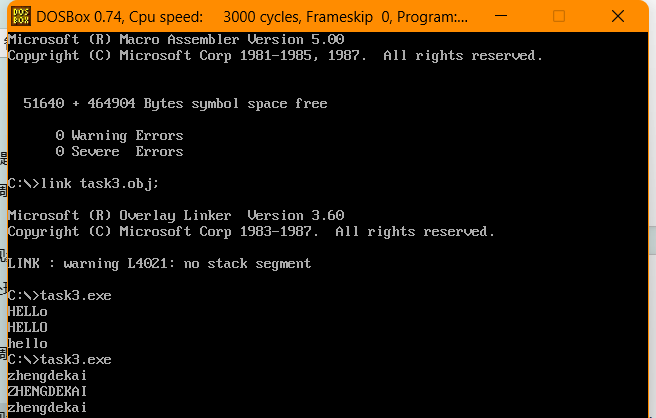 DOSBox 0.74, Cpu speed: 3000 cycles, Frameskip 0, Program:...
Microsoft (R) Macro Assembler Version 5.00
Copyright (C) Microsoft Corp 1981-1985, 1987. All rights reserved.
51640 + 464904 Bytes symbol space free
0 Warning Errors
0 Severe Errors
C:\>link task3.obj;
Microsoft (R) Overlay Linker Version 3.60
Copyright (C) Microsoft Corp 1983-1987. All rights reserved.
LINK : warning L4021: no stack segment
C:\>task3.exe
HELLo
HELLO
hello
C:\>task3.exe
zhengdekai
ZHENGDEKAI
zhengdekai